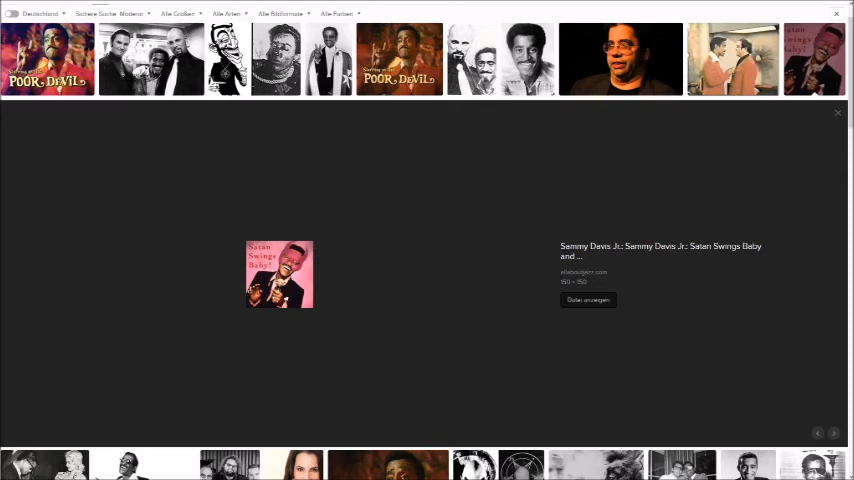 Deutschland
Sichere Suche: Moderat
Alle Größen
Alle Arten
Alle Bildformate
Alle Farben
POOR DEVIL
POOR DEVIL
Satan
Swings
Baby!
Satan
Swings
Baby!
Sammy Davis Jr.: Sammy Davis Jr.: Satan Swings Baby
and ...
allaboutjazz.com
150 × 150
Datei anzeigen